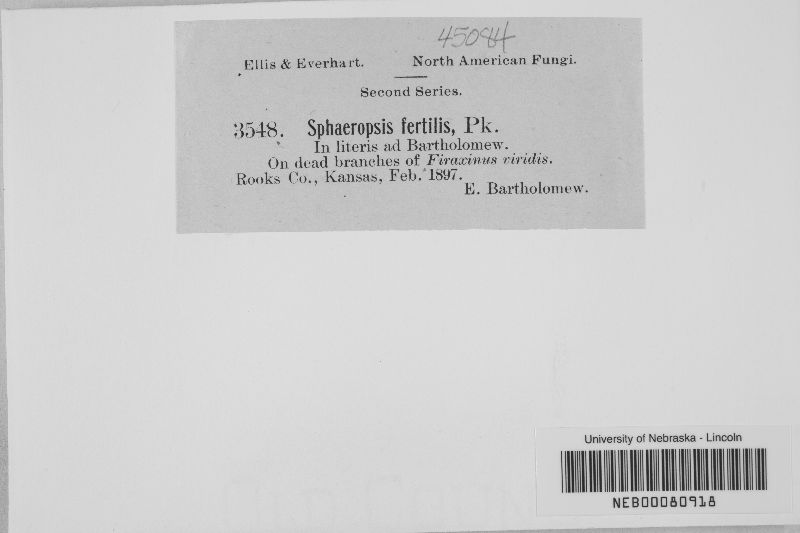 45084
Ellis & Everhart. North American Fungi.
Second Series.
3548. Sphaeropsis fertilis, Pk.
In literis ad Bartholomew.
On dead branches of Firaxinus viridis.
Rooks Co., Kansas, Feb. 1897.
E. Bartholomew.
University of Nebraska - Lincoln
NEB00080918